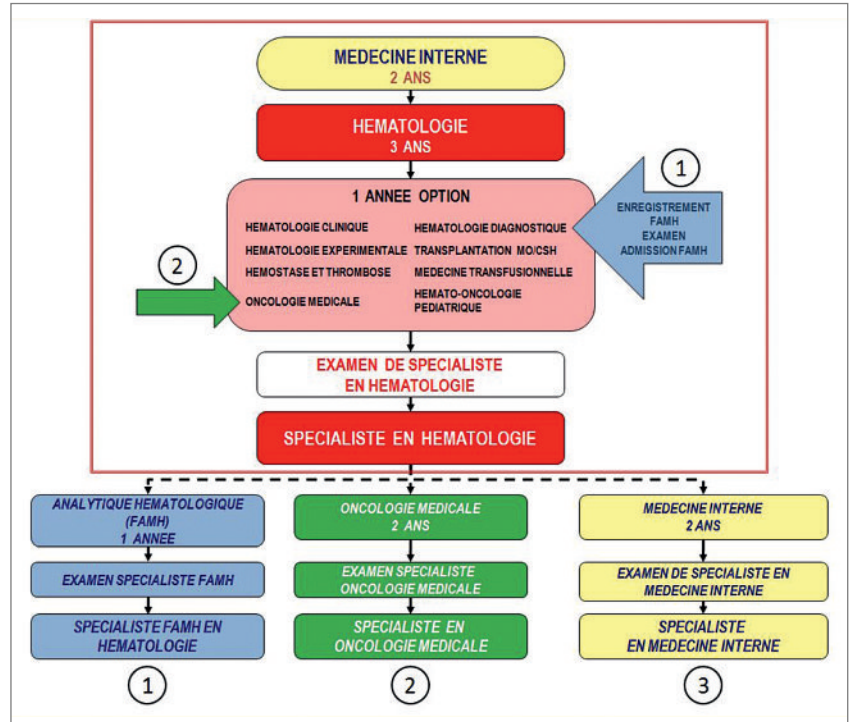 MEDECINE INTERNE
2 ANS
HEMATOLOGIE
3 ANS
1 ANNEE OPTION
HEMATOLOGIE CLINIQUE
HEMATOLOGIE DIAGNOSTIQUE
HEMATOLOGIE EXPERIMENTALE
TRANSPLANTATION MO/CSH
HEMOSTASE ET THROMBOSE
MEDECINE TRANSFUSIONNELLE
ONCOLOGIE MEDICALE
HEMATO-ONCOLOGIE
PEDIATRIQUE
1
ENREGISTREMENT
FAMH
EXAMEN
ADMISSION FAMH
2
EXAMEN DE SPECIALISTE
EN HEMATOLOGIE
SPECIALISTE EN HEMATOLOGIE
ANALYTIQUE HEMATOLOGIQUE
(FAMH)
1 ANNEE
EXAMEN SPECIALISTE FAMH
SPECIALISTE FAMH EN
HEMATOLOGIE
1
ONCOLOGIE MEDICALE
2 ANS
EXAMEN SPECIALISTE
ONCOLOGIE MEDICALE
SPECIALISTE EN
ONCOLOGIE MEDICALE
2
MEDECINE INTERNE
2 ANS
EXAMEN DE SPECIALISTE EN
MEDECINE INTERNE
SPECIALISTE
EN MEDECINE INTERNE
3